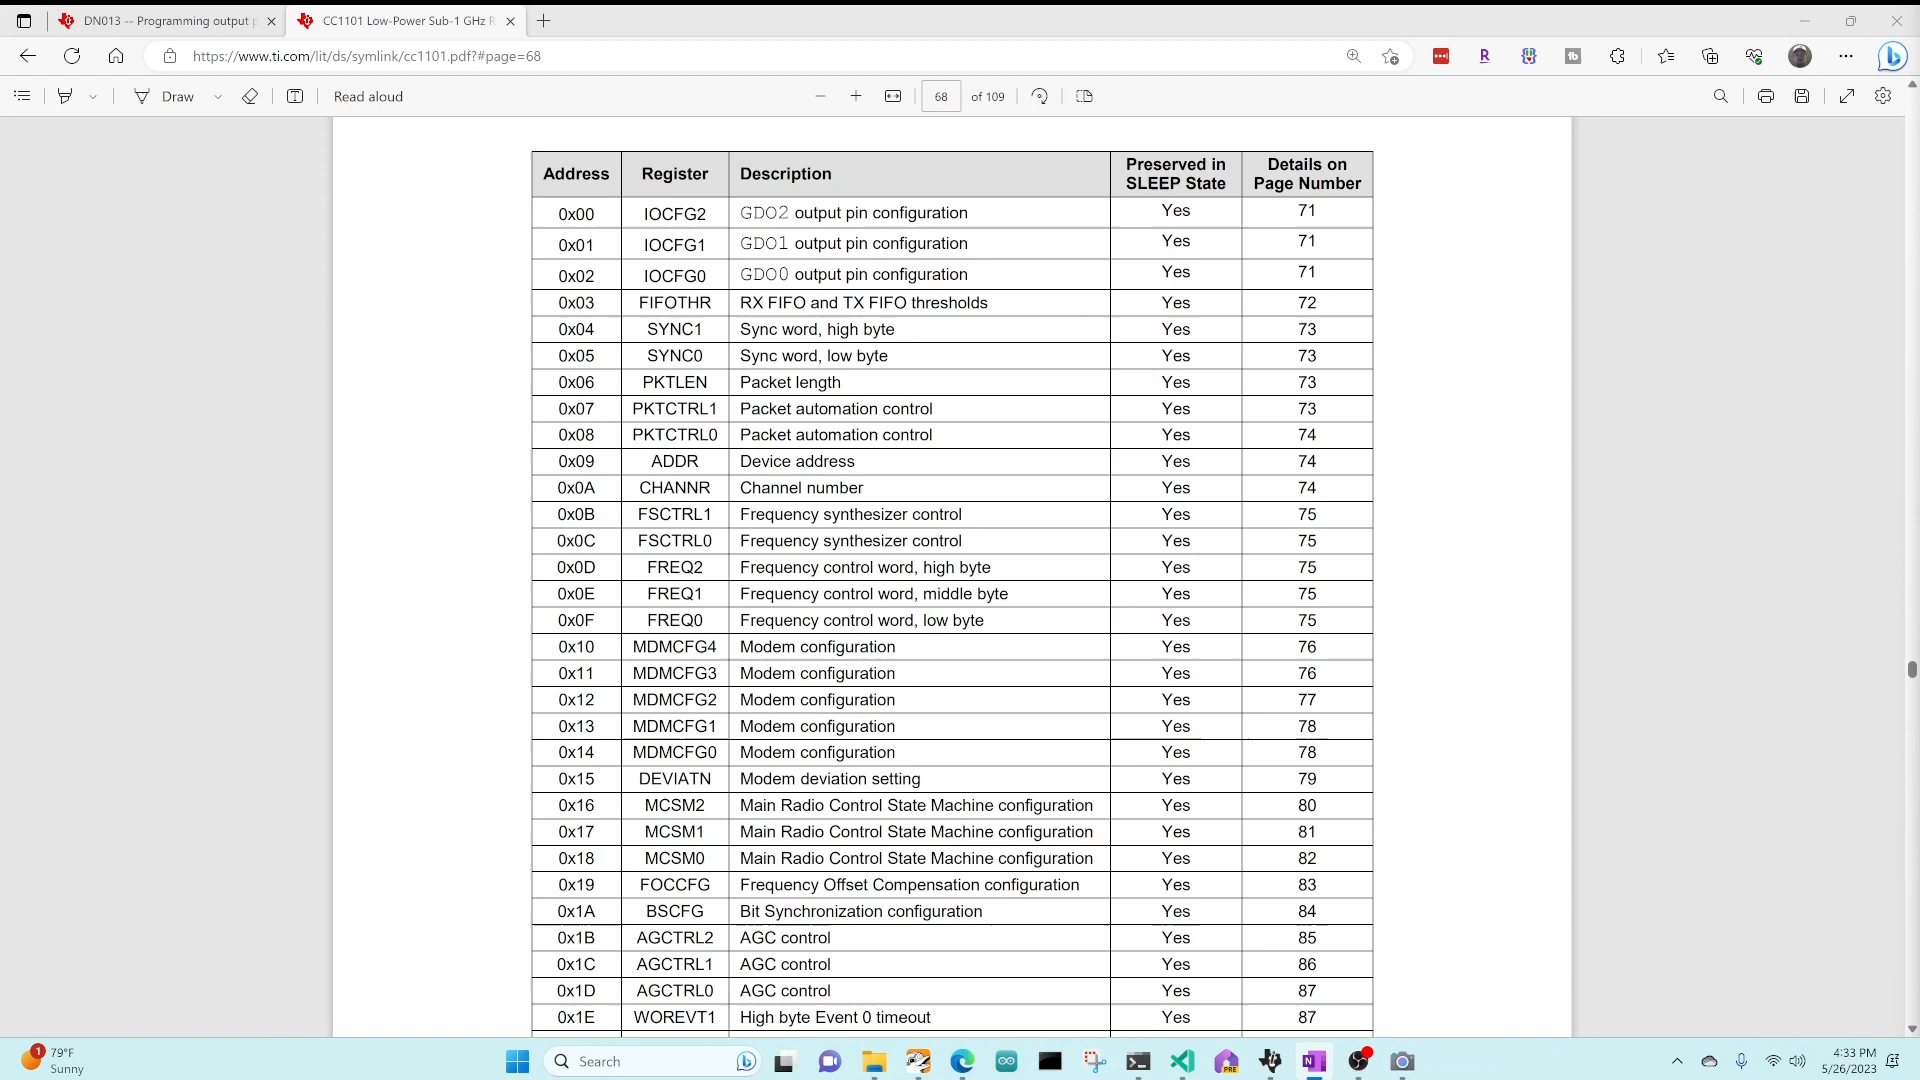 DN013 -- Programming output p
CC1101 Low-Power Sub-1 GHz R
https://www.ti.com/lit/ds/symlink/cc1101.pdf?#page=68
Draw
Read aloud
68 of 109
Address Register Description Preserved in SLEEP State Details on Page Number
0x00 IOCFG2 GDO2 output pin configuration Yes 71
0x01 IOCFG1 GDO1 output pin configuration Yes 71
0x02 IOCFG0 GDO0 output pin configuration Yes 71
0x03 FIFOTHR RX FIFO and TX FIFO thresholds Yes 72
0x04 SYNC1 Sync word, high byte Yes 73
0x05 SYNC0 Sync word, low byte Yes 73
0x06 PKTLEN Packet length Yes 73
0x07 PKTCTRL1 Packet automation control Yes 73
0x08 PKTCTRL0 Packet automation control Yes 74
0x09 ADDR Device address Yes 74
0x0A CHANNR Channel number Yes 74
0x0B FSCTRL1 Frequency synthesizer control Yes 75
0x0C FSCTRL0 Frequency synthesizer control Yes 75
0x0D FREQ2 Frequency control word, high byte Yes 75
0x0E FREQ1 Frequency control word, middle byte Yes 75
0x0F FREQ0 Frequency control word, low byte Yes 75
0x10 MDMCFG4 Modem configuration Yes 76
0x11 MDMCFG3 Modem configuration Yes 76
0x12 MDMCFG2 Modem configuration Yes 77
0x13 MDMCFG1 Modem configuration Yes 78
0x14 MDMCFG0 Modem configuration Yes 78
0x15 DEVIATN Modem deviation setting Yes 79
0x16 MCSM2 Main Radio Control State Machine configuration Yes 80
0x17 MCSM1 Main Radio Control State Machine configuration Yes 81
0x18 MCSM0 Main Radio Control State Machine configuration Yes 82
0x19 FOCCFG Frequency Offset Compensation configuration Yes 83
0x1A BSCFG Bit Synchronization configuration Yes 84
0x1B AGCTRL2 AGC control Yes 85
0x1C AGCTRL1 AGC control Yes 86
0x1D AGCTRL0 AGC control Yes 87
0x1E WOREVT1 High byte Event 0 timeout Yes 87
1
79°F
Sunny
Search
PRE
4:33 PM
5/26/2023